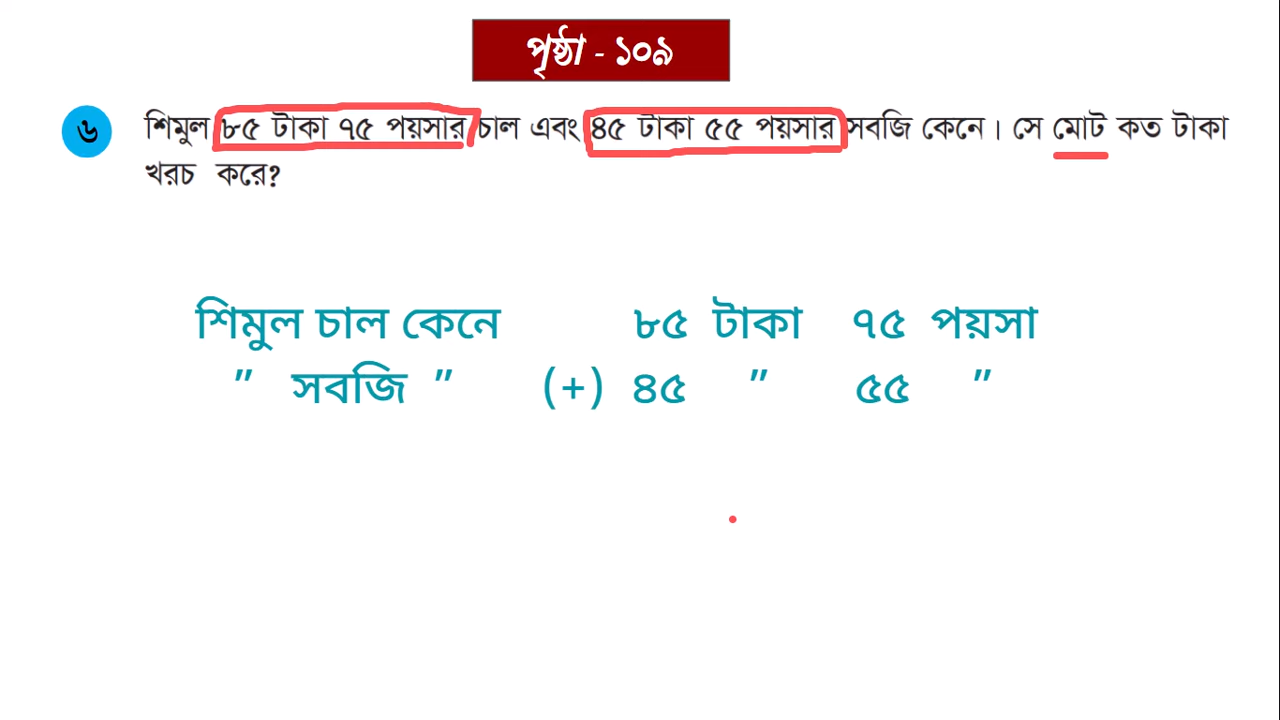 পৃষ্ঠা - ১০৯
৬ শিমুল ৮৫ টাকা ৭৫ পয়সার চাল এবং ৪৫ টাকা ৫৫ পয়সার সবজি কেনে। সে মোট কত টাকা
খরচ করে?
শিমুল চাল কেনে ৮৫ টাকা ৭৫ পয়সা
" সবজি " (+) ৪৫ " ৫৫ "